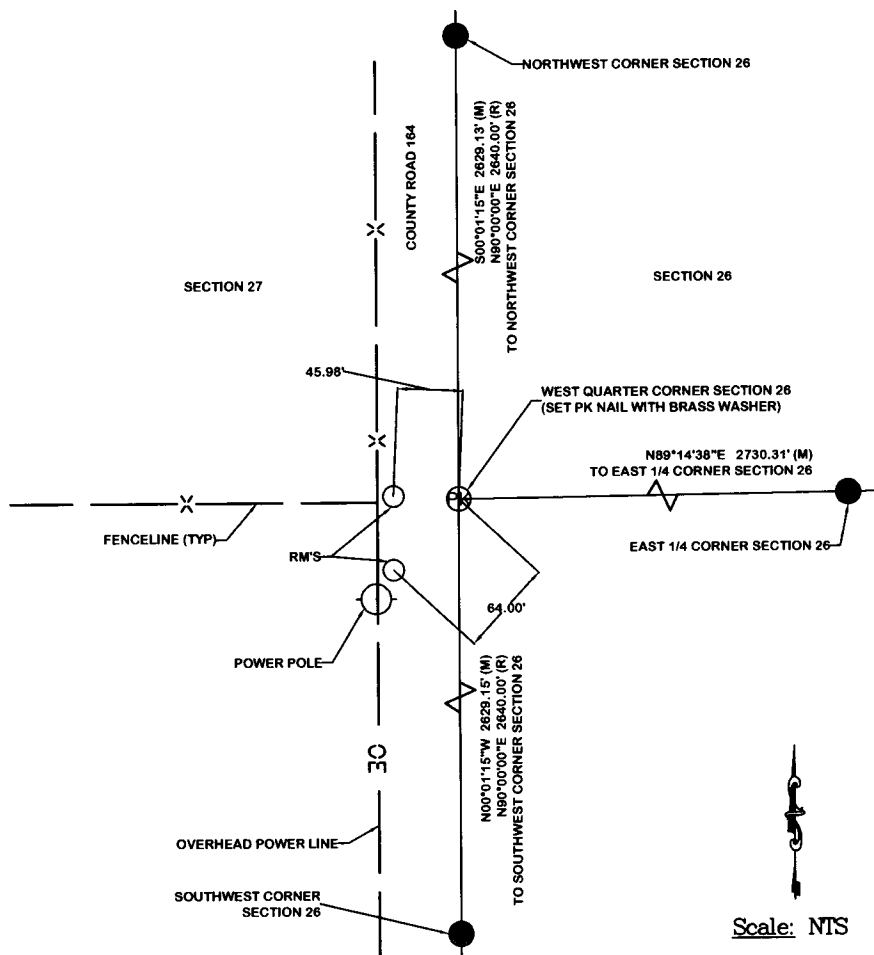 NORTHWEST CORNER SECTION 26
COUNTY ROAD 164
S00°01'15"E 2629.13' (M)
N90°00'00"E 2640.00' (R)
TO NORTHWEST CORNER SECTION 26
SECTION 27
SECTION 26
X
45.98'
WEST QUARTER CORNER SECTION 26
(SET PK NAIL WITH BRASS WASHER)
X
N89°14'38"E 2730.31' (M)
TO EAST 1/4 CORNER SECTION 26
X
PK
FENCELINE (TYP)
RM'S
EAST 1/4 CORNER SECTION 26
64.00'
POWER POLE
N00°01'15"W 2629.15' (M)
N90°00'00"E 2640.00' (R)
TO SOUTHWEST CORNER SECTION 26
OE
OVERHEAD POWER LINE
SOUTHWEST CORNER
SECTION 26
Scale: NTS